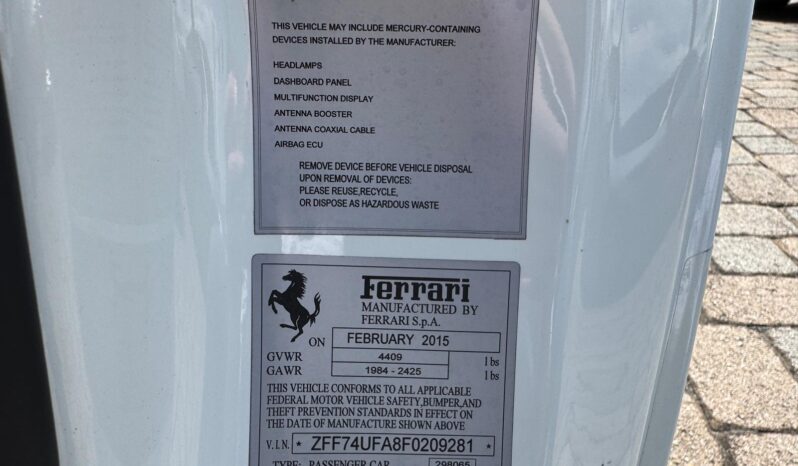 THIS VEHICLE MAY INCLUDE MERCURY-CONTAINING
DEVICES INSTALLED BY THE MANUFACTURER:
HEADLAMPS
DASHBOARD PANEL
MULTIFUNCTION DISPLAY
ANTENNA BOOSTER
ANTENNA COAXIAL CABLE
AIRBAG ECU
REMOVE DEVICE BEFORE VEHICLE DISPOSAL
UPON REMOVAL OF DEVICES:
PLEASE REUSE,RECYCLE,
OR DISPOSE AS HAZARDOUS WASTE
Ferrari
MANUFACTURED BY
FERRARI S.p.A.
ON FEBRUARY 2015
GVWR 4409 lbs
GAWR 1984 - 2425 lbs
THIS VEHICLE CONFORMS TO ALL APPLICABLE
FEDERAL MOTOR VEHICLE SAFETY,BUMPER,AND
THEFT PREVENTION STANDARDS IN EFFECT ON
THE DATE OF MANUFACTURE SHOWN ABOVE
V.I.N. * ZFF74UFA8F0209281 *
TYPE: PASSENGER CAR 298065